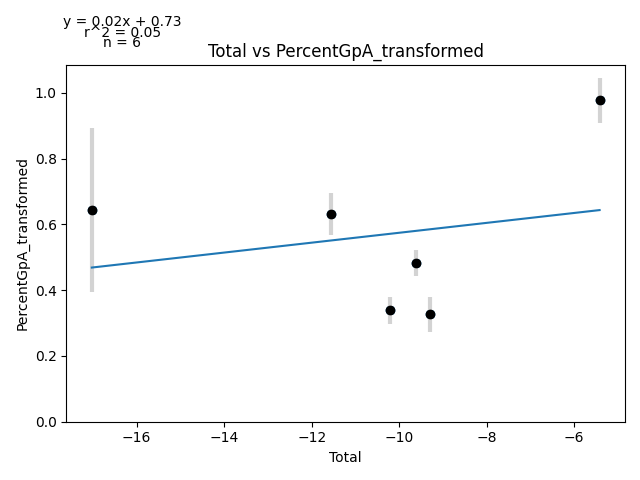 y = 0.02x + 0.73
r^2 = 0.05
n = 6
Total vs PercentGpA_transformed
PercentGpA_transformed
1.0
0.8
0.6
0.4
0.2
0.0
−16 −14 −12 −10 −8 −6
Total